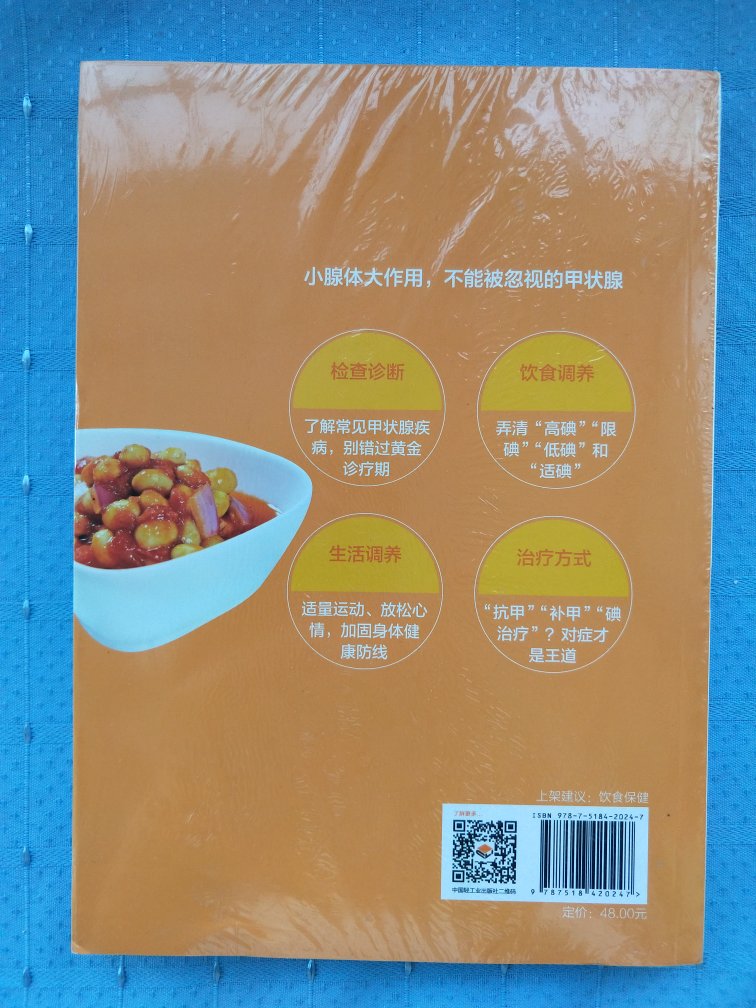 小腺体大作用，不能被忽视的甲状腺
检查诊断
了解常见甲状腺疾
病，别错过黄金
诊疗期
饮食调养
弄清“高碘”“限
碘”“低碘”和
“适碘”
生活调养
适量运动、放松心
情，加固身体健
康防线
治疗方式
“抗甲”“补甲”“碘
治疗”？对症才
是王道
上架建议：饮食保健
了解更多...
ISBN 978-7-5184-2024-7
中国轻工业出版社二维码
9 787518 420247 >
定价：48.00元